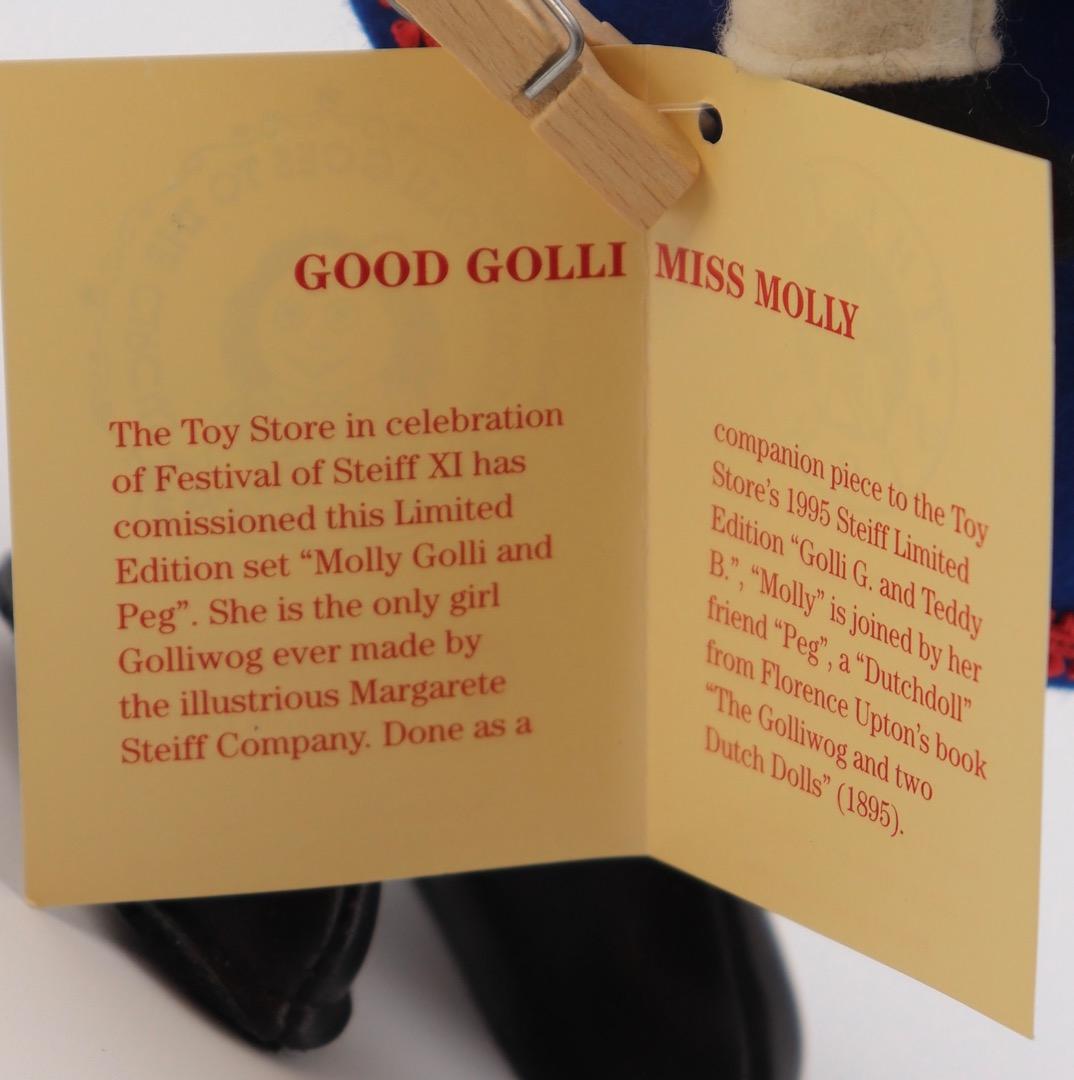 GOOD GOLLI MISS MOLLY
The Toy Store in celebration
of Festival of Steiff XI has
comissioned this Limited
Edition set “Molly Golli and
Peg”. She is the only girl
Golliwog ever made by
the illustrious Margarete
Steiff Company. Done as a
companion piece to the Toy
Store’s 1995 Steiff Limited
Edition “Golli G. and Teddy
B.”, “Molly” is joined by her
friend “Peg”, a “Dutchdoll”
from Florence Upton’s book
“The Golliwog and two
Dutch Dolls” (1895).